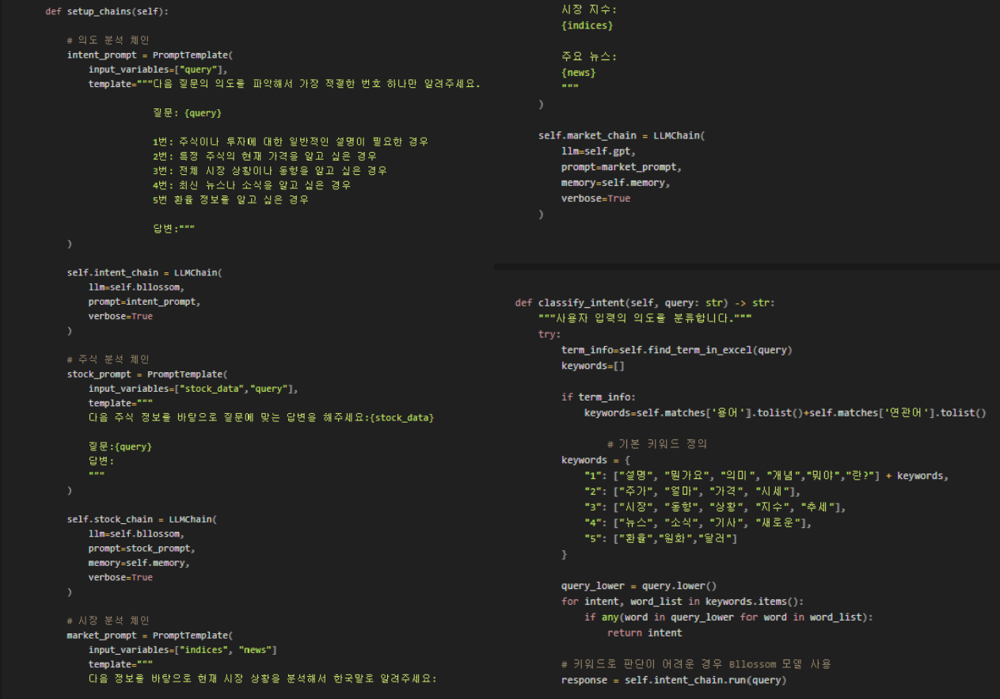 def setup_chains(self):
# 의도 분석 체인
intent_prompt = PromptTemplate(
input_variables=["query"],
template="""다음 질문의 의도를 파악해서 가장 적절한 번호 하나만 알려주세요.
질문: {query}
1번: 주식이나 투자에 대한 일반적인 설명이 필요한 경우
2번: 특정 주식의 현재 가격을 알고 싶은 경우
3번: 전체 시장 상황이나 동향을 알고 싶은 경우
4번: 최신 뉴스나 소식을 알고 싶은 경우
5번 환율 정보를 알고 싶은 경우
답변:"""
)
self.intent_chain = LLMChain(
llm=self.bllossom,
prompt=intent_prompt,
verbose=True
)
# 주식 분석 체인
stock_prompt = PromptTemplate(
input_variables=["stock_data","query"],
template="""
다음 주식 정보를 바탕으로 질문에 맞는 답변을 해주세요:{stock_data}
질문:{query}
답변:
"""
)
self.stock_chain = LLMChain(
llm=self.bllossom,
prompt=stock_prompt,
memory=self.memory,
verbose=True
)
# 시장 분석 체인
market_prompt = PromptTemplate(
input_variables=["indices", "news"]
template="""
다음 정보를 바탕으로 현재 시장 상황을 분석해서 한국말로 알려주세요:
시장 지수:
{indices}
주요 뉴스:
{news}
"""
)
self.market_chain = LLMChain(
llm=self.gpt,
prompt=market_prompt,
memory=self.memory,
verbose=True
)
def classify_intent(self, query: str) -> str:
"""사용자 입력의 의도를 분류합니다."""
try:
term_info=self.find_term_in_excel(query)
keywords=[]
if term_info:
keywords=self.matches['용어'].tolist()+self.matches['연관어'].tolist()
# 기본 키워드 정의
keywords = {
"1": ["설명", "뭔가요", "의미", "개념","뭐야","란?"] + keywords,
"2": ["주가", "얼마", "가격", "시세"],
"3": ["시장", "동향", "상황", "지수", "추세"],
"4": ["뉴스", "소식", "기사", "새로운"],
"5": ["환율","원화","달러"]
}
query_lower = query.lower()
for intent, word_list in keywords.items():
if any(word in query_lower for word in word_list):
return intent
# 키워드로 판단이 어려운 경우 Bllossom 모델 사용
response = self.intent_chain.run(query)